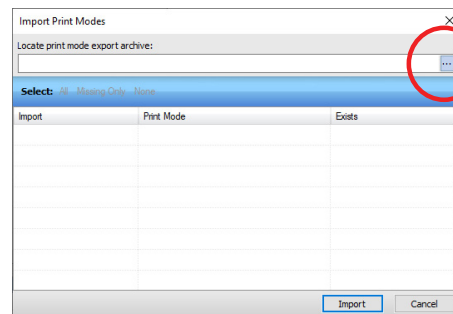 Import Print Modes
Locate print mode export archive:
...
Select: All Missing Only None
Import Print Mode Exists
Import Cancel